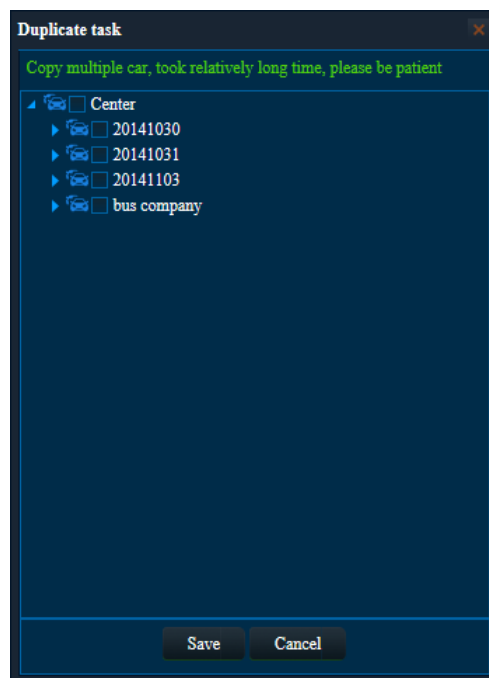 Duplicate task
Copy multiple car, took relatively long time, please be patient
Center
20141030
20141031
20141103
bus company
Save Cancel